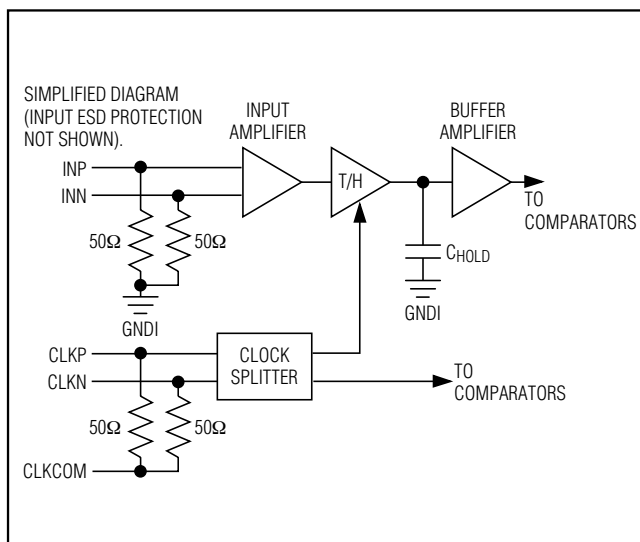 SIMPLIFIED DIAGRAM
(INPUT ESD PROTECTION
NOT SHOWN).
INPUT
AMPLIFIER
BUFFER
AMPLIFIER
INP
INN
T/H
TO
COMPARATORS
50Ω
50Ω
CHOLD
GNDI
GNDI
CLKP
CLKN
CLOCK
SPLITTER
TO
COMPARATORS
50Ω
50Ω
CLKCOM